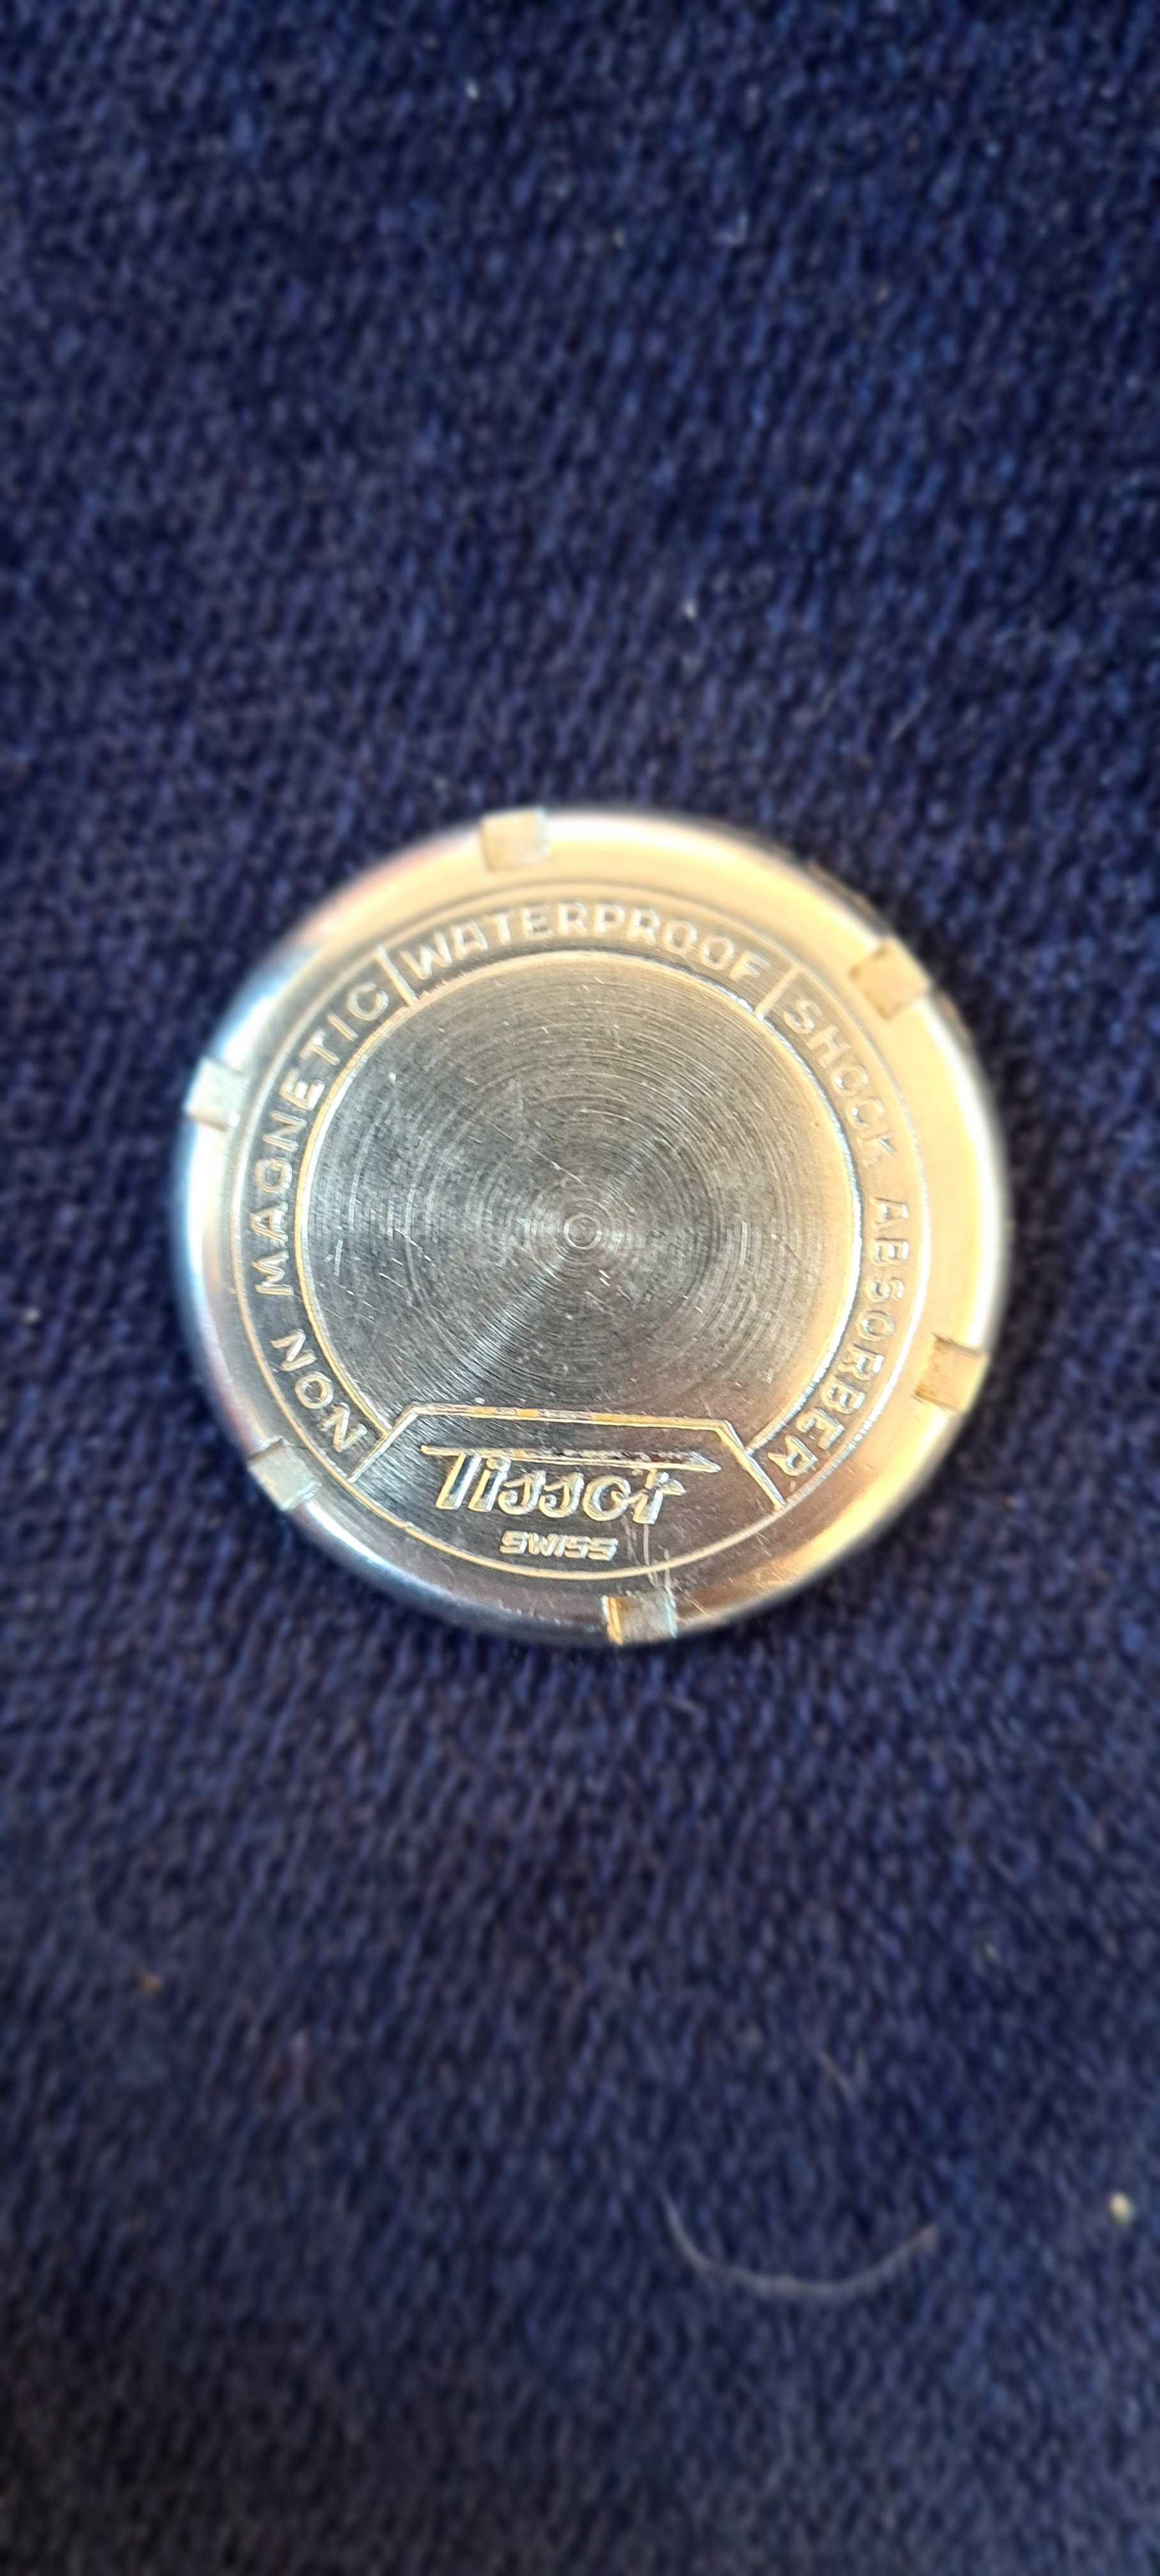 NON MAGNETIC
WATERPROOF
SHOCK ABSORBER
Tissot
SWISS